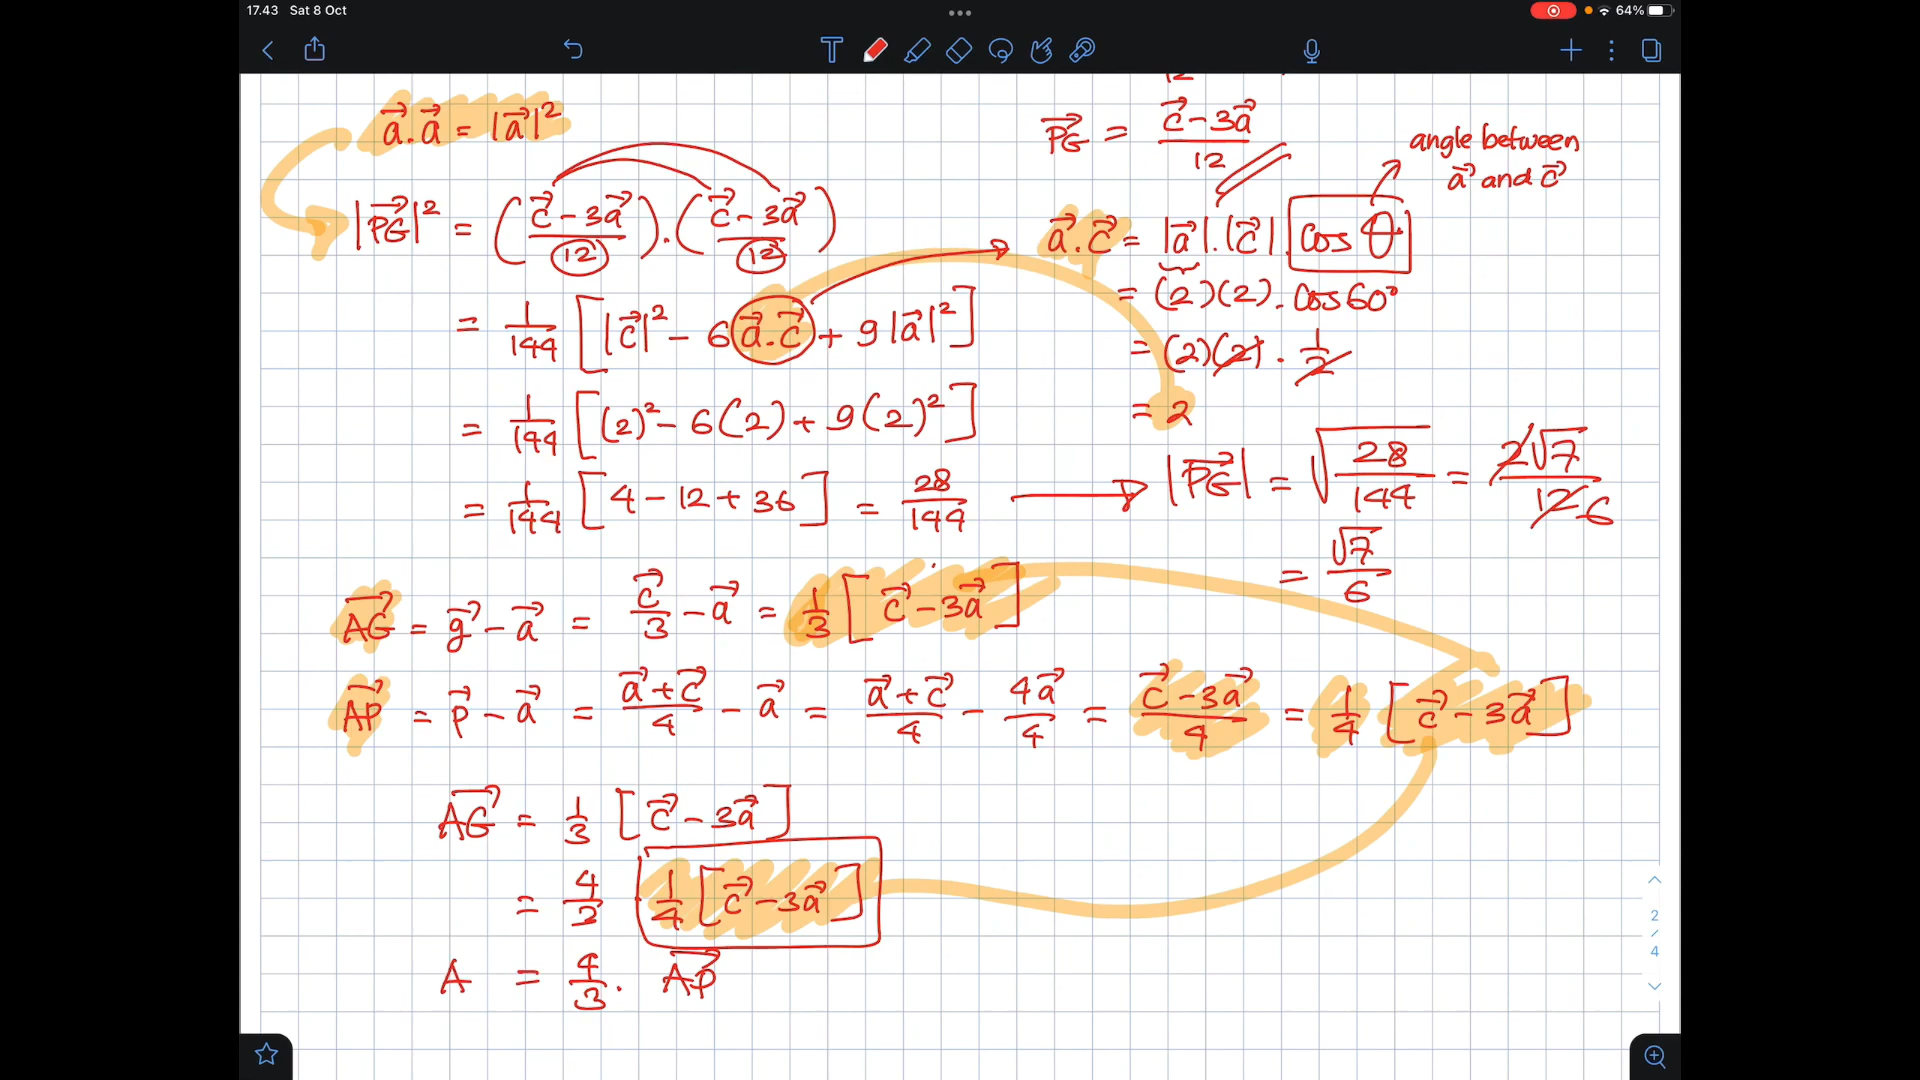 17.43 Sat 8 Oct
64%
12
a⃗.a⃗ = |a⃗|²
PG⃗ = (c⃗ - 3a⃗)/12
angle between
a⃗ and c⃗
|PG⃗|² = ((c⃗ - 3a⃗)/12) . ((c⃗ - 3a⃗)/12)
a⃗.c⃗ = |a⃗|.|c⃗|. cos θ
= (2)(2). cos 60°
= 1/144 [|c⃗|² - 6 a⃗.c⃗ + 9|a⃗|²]
= (2)(2) . 1/2
= 1/144 [(2)² - 6(2) + 9(2)²]
= 2
= 1/144 [4 - 12 + 36] = 28/144
|PG⃗| = √(28/144) = 2√7/12 6
= √7/6
AG⃗ = g⃗ - a⃗ = c⃗/3 - a⃗ = 1/3 [c⃗ - 3a⃗]
AP⃗ = p⃗ - a⃗ = (a⃗ + c⃗)/4 - a⃗ = (a⃗ + c⃗)/4 - 4a⃗/4 = (c⃗ - 3a⃗)/4 = 1/4 [c⃗ - 3a⃗]
AG⃗ = 1/3 [c⃗ - 3a⃗]
= 4/3 . 1/4 [c⃗ - 3a⃗]
A = 4/3 . AP⃗
2
/
4